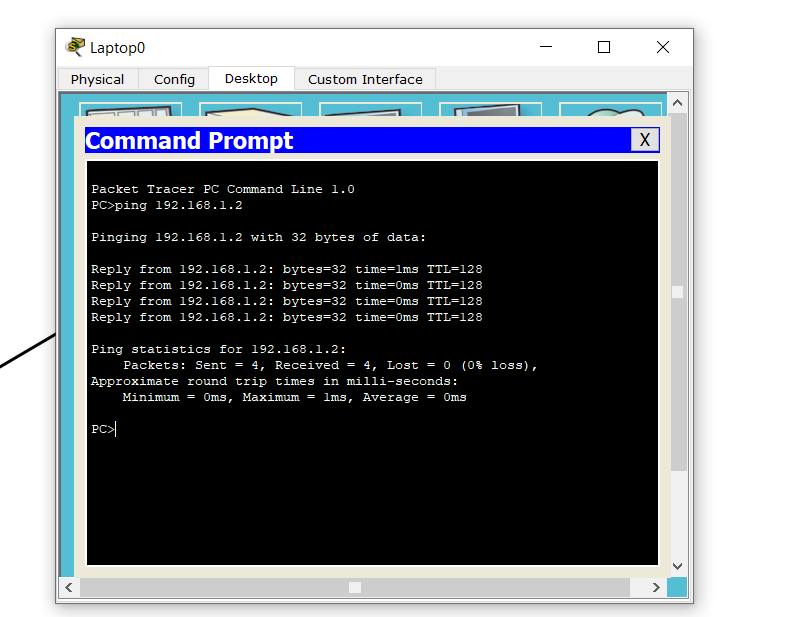 Laptop0
Physical Config Desktop Custom Interface
Command Prompt X
Packet Tracer PC Command Line 1.0
PC>ping 192.168.1.2
Pinging 192.168.1.2 with 32 bytes of data:
Reply from 192.168.1.2: bytes=32 time=1ms TTL=128
Reply from 192.168.1.2: bytes=32 time=0ms TTL=128
Reply from 192.168.1.2: bytes=32 time=0ms TTL=128
Reply from 192.168.1.2: bytes=32 time=0ms TTL=128
Ping statistics for 192.168.1.2:
Packets: Sent = 4, Received = 4, Lost = 0 (0% loss),
Approximate round trip times in milli-seconds:
Minimum = 0ms, Maximum = 1ms, Average = 0ms
PC>